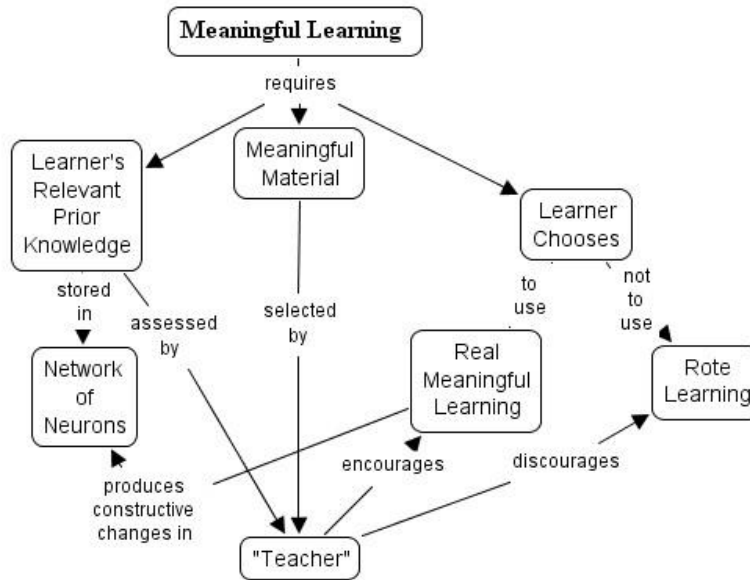 Meaningful Learning
requires
Learner's
Relevant
Prior
Knowledge
Meaningful
Material
Learner
Chooses
stored
in
assessed
by
selected
by
to
use
not
to
use
Network
of
Neurons
Real
Meaningful
Learning
Rote
Learning
produces
constructive
changes in
encourages
discourages
"Teacher"